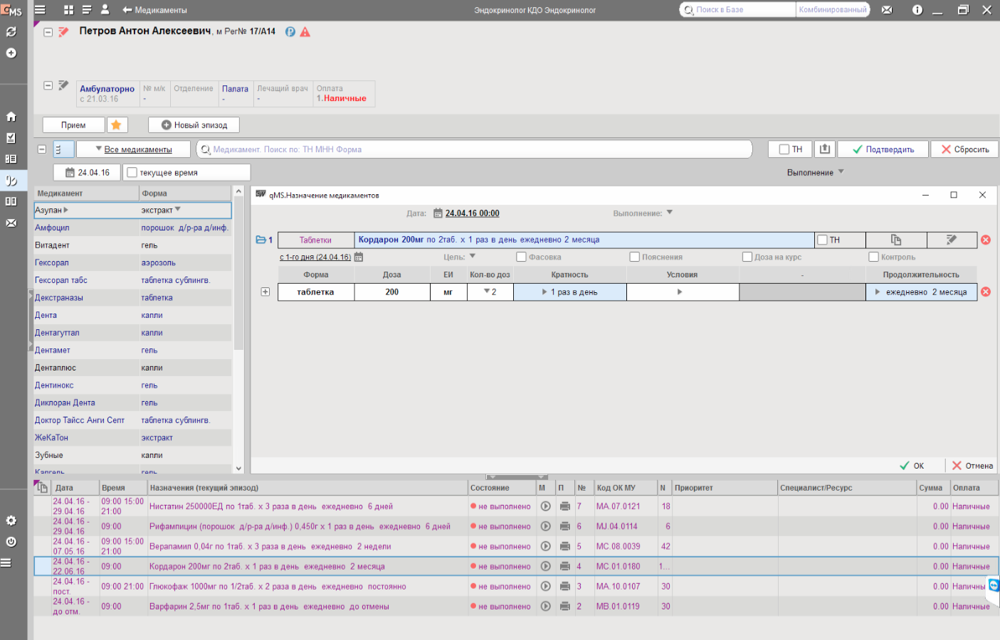 qMS
Медикаменты
Эндокринолог КДО Эндокринолог
Поиск в Базе
Комбинированный
Петров Антон Алексеевич, м Рег№ 17/А14
Амбулаторно
с 21.03.16
№ м/к
-
Отделение
Палата
-
Лечащий врач
-
Оплата
1.Наличные
Прием
Новый эпизод
Все медикаменты
Медикамент. Поиск по: ТН МНН Форма
ТН
Подтвердить
Сбросить
24.04.16
текущее время
Выполнение
Медикамент Форма
Азулан экстракт
Амфоцил порошок д/р-ра д/инф.
Витадент гель
Гексорал аэрозоль
Гексорал табс таблетка сублингв.
Декстраназы таблетка
Дента капли
Дентагуттал капли
Дентамет гель
Дентаплюс капли
Дентинокс гель
Диклоран Дента гель
Доктор Тайсс Анги Септ таблетка сублингв.
ЖеКаТон экстракт
Зубные капли
Каргель гель
qMS.Назначение медикаментов
Дата: 24.04.16 00:00 Выполнение:
1 Таблетки Кордарон 200мг по 2таб. x 1 раз в день ежедневно 2 месяца ТН
с 1-го дня (24.04.16) Цель: Фасовка Пояснения Доза на курс Контроль
Форма Доза ЕИ Кол-во доз Кратность Условия - Продолжительность
таблетка 200 мг 2 1 раз в день ежедневно 2 месяца
ОК Отмена
Дата Время Назначения (текущий эпизод) Состояние М П № Код ОК МУ N Приоритет Специалист/Ресурс Сумма Оплата
24.04.16 - 29.04.16 09:00 15:00 21:00 Нистатин 250000ЕД по 1таб. x 3 раза в день ежедневно 6 дней не выполнено 7 MA.07.0121 18 0.00 Наличные
24.04.16 - 29.04.16 09:00 Рифампицин (порошок д/р-ра д/инф.) 0,450г x 1 раз в день ежедневно 6 дней не выполнено 6 MJ.04.0114 6 0.00 Наличные
24.04.16 - 07.05.16 09:00 15:00 21:00 Верапамил 0,04г по 1таб. x 3 раза в день ежедневно 2 недели не выполнено 5 MC.08.0039 42 0.00 Наличные
24.04.16 - 22.06.16 09:00 Кордарон 200мг по 2таб. x 1 раз в день ежедневно 2 месяца не выполнено 4 MC.01.0180 1... 0.00 Наличные
24.04.16 - пост. 09:00 21:00 Глюкофаж 1000мг по 1/2таб. x 2 раза в день ежедневно постоянно не выполнено 3 MA.10.0107 30 0.00 Наличны
24.04.16 - до отм. 09:00 Варфарин 2,5мг по 1таб. x 1 раз в день ежедневно до отмены не выполнено 2 MB.01.0119 30 0.00 Наличные